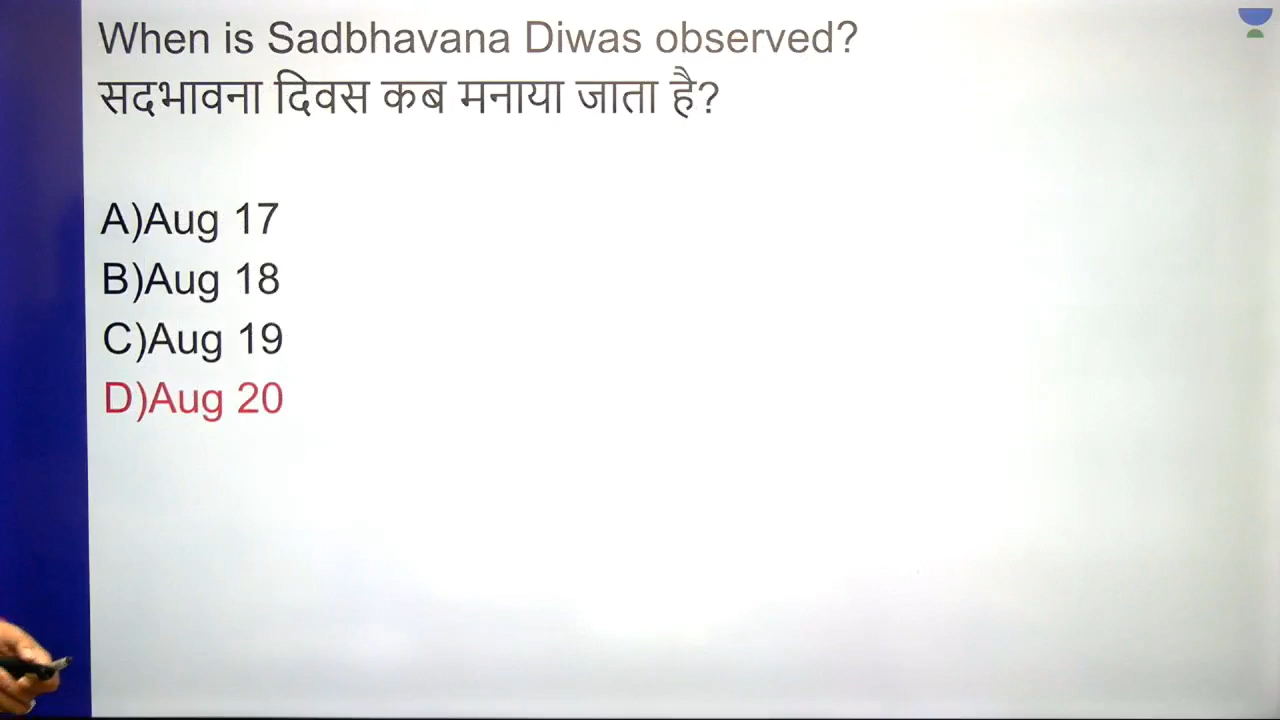 When is Sadbhavana Diwas observed?
सदभावना दिवस कब मनाया जाता है?
A)Aug 17
B)Aug 18
C)Aug 19
D)Aug 20